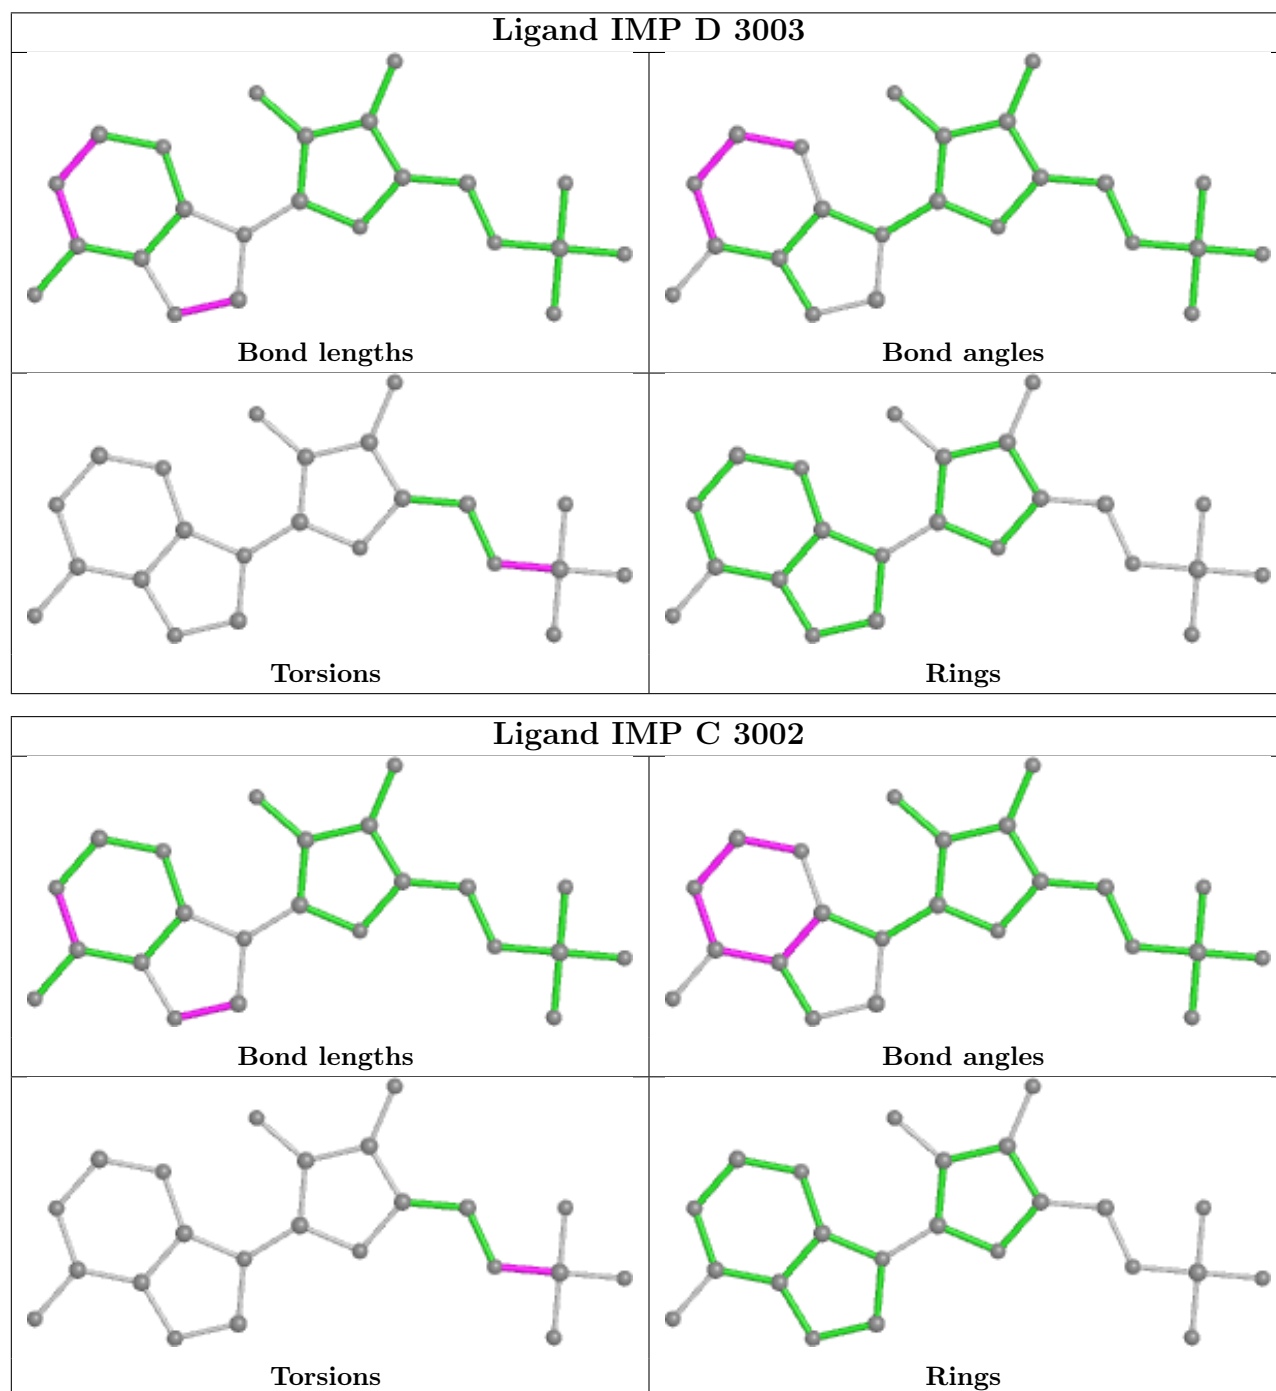 Ligand IMP D 3003
Bond lengths
Bond angles
Torsions
Rings
Ligand IMP C 3002
Bond lengths
Bond angles
Torsions
Rings